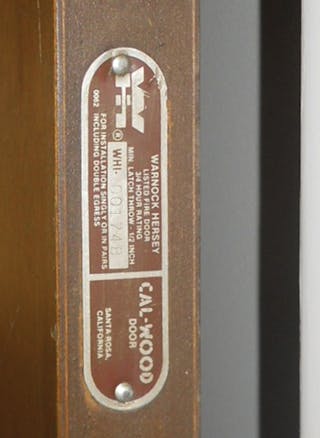 WH®
WARNOCK HERSEY
LISTED FIRE DOOR
3/4 HOUR RATING
MIN. LATCH THROW - 1/2 INCH
WHI-
FOR INSTALLATION SINGLY OR IN PAIRS
INCLUDING DOUBLE EGRESS
0062
CAL-WOOD
DOOR
SANTA ROSA,
CALIFORNIA